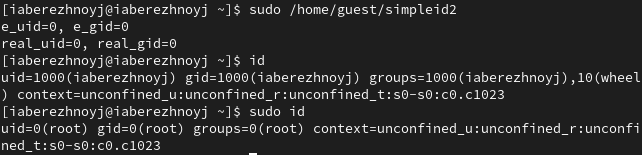 [iaberezhnoyj@iaberezhnoyj ~]$ sudo /home/guest/simpleid2
e_uid=0, e_gid=0
real_uid=0, real_gid=0
[iaberezhnoyj@iaberezhnoyj ~]$ id
uid=1000(iaberezhnoyj) gid=1000(iaberezhnoyj) groups=1000(iaberezhnoyj),10(wheel
) context=unconfined_u:unconfined_r:unconfined_t:s0-s0:c0.c1023
[iaberezhnoyj@iaberezhnoyj ~]$ sudo id
uid=0(root) gid=0(root) groups=0(root) context=unconfined_u:unconfined_r:unconfi
ned_t:s0-s0:c0.c1023